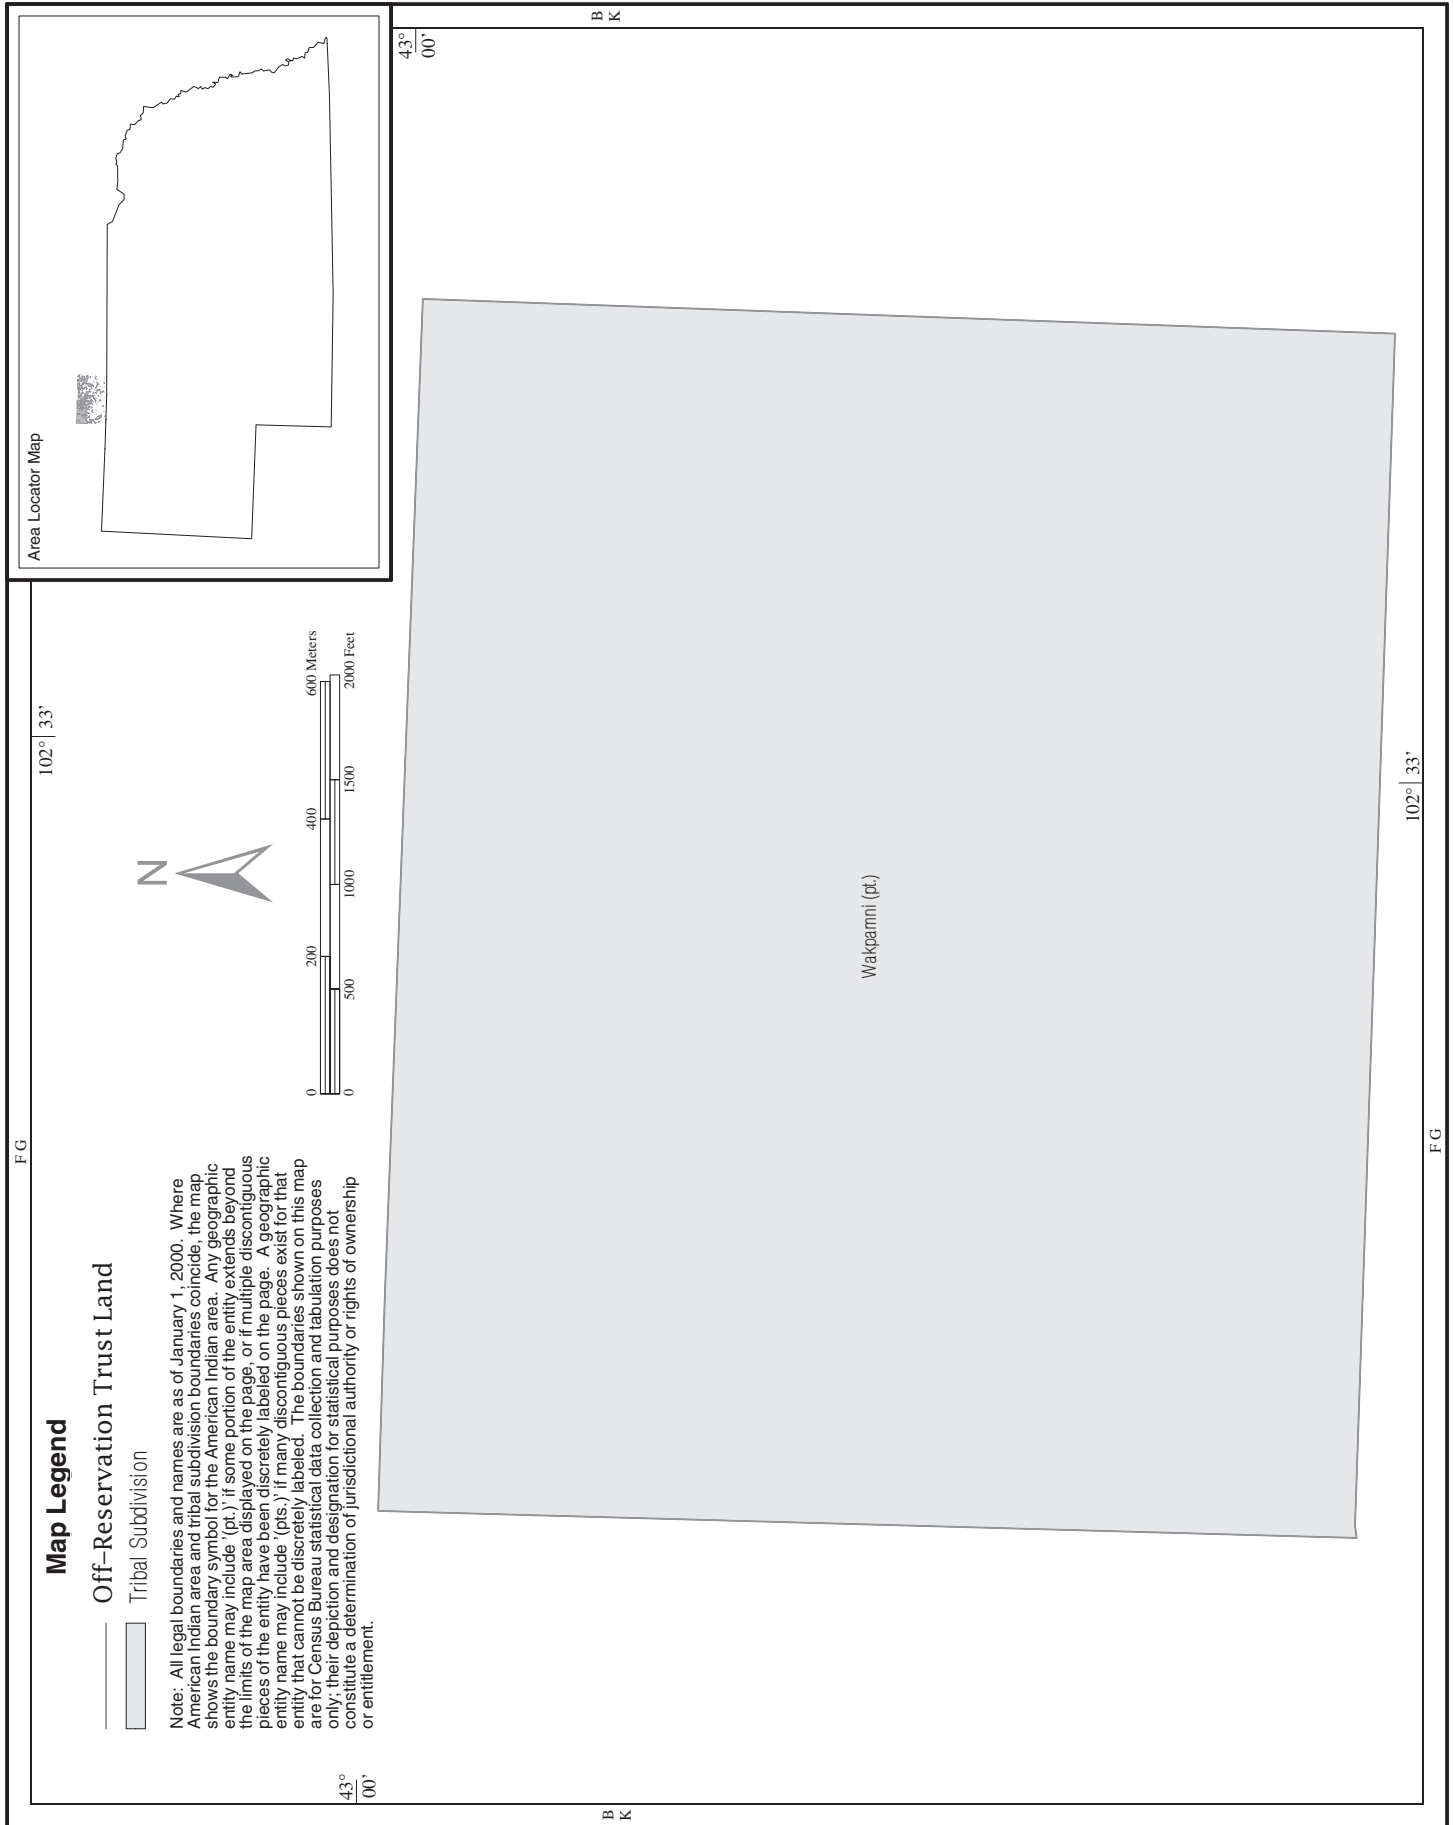 Map Legend
Off–Reservation Trust Land
Tribal Subdivision
Note: All legal boundaries and names are as of January 1, 2000. Where
American Indian area and tribal subdivision boundaries coincide, the map
shows the boundary symbol for the American Indian area. Any geographic
entity name may include '(pt.)' if some portion of the entity extends beyond
the limits of the map area displayed on the page, or if multiple discontiguous
pieces of the entity have been discretely labeled on the page. A geographic
entity name may include '(pts.)' if many discontiguous pieces exist for that
entity that cannot be discretely labeled. The boundaries shown on this map
are for Census Bureau statistical data collection and tabulation purposes
only; their depiction and designation for statistical purposes does not
constitute a determination of jurisdictional authority or rights of ownership
or entitlement.
F G
N
0 200 400 600 Meters
0 500 1000 1500 2000 Feet
102° 33'
Area Locator Map
43°
00'
43°
00'
B
K
B
K
Wakpamni (pt.)
102° 33'
F G